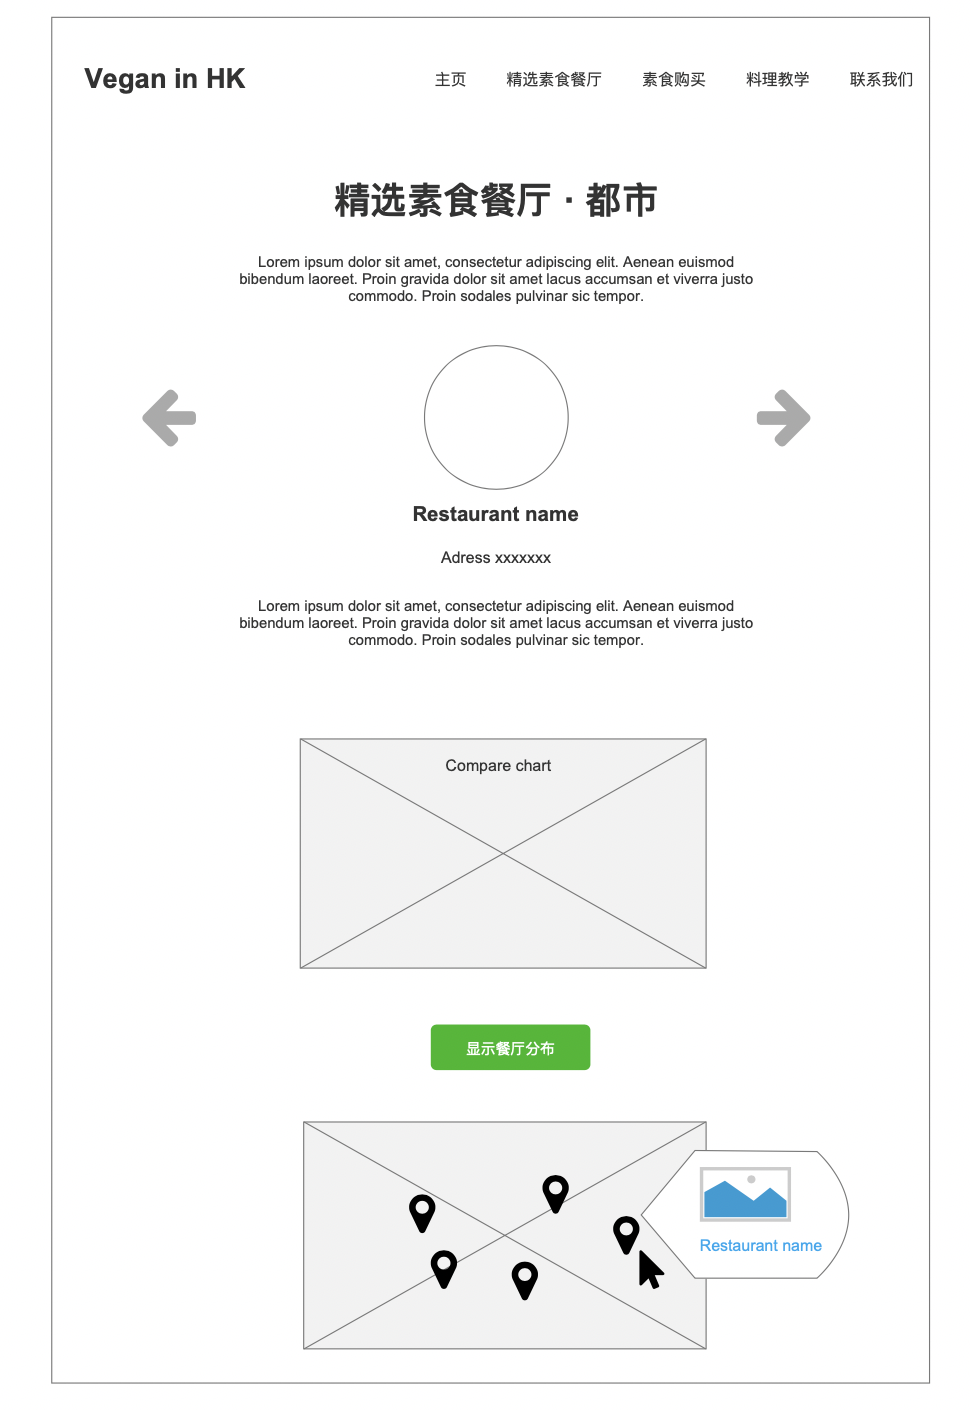 Vegan in HK
主页 精选素食餐厅 素食购买 料理教学 联系我们
精选素食餐厅 · 都市
Lorem ipsum dolor sit amet, consectetur adipiscing elit. Aenean euismod
bibendum laoreet. Proin gravida dolor sit amet lacus accumsan et viverra justo
commodo. Proin sodales pulvinar sic tempor.
Restaurant name
Adress xxxxxxx
Lorem ipsum dolor sit amet, consectetur adipiscing elit. Aenean euismod
bibendum laoreet. Proin gravida dolor sit amet lacus accumsan et viverra justo
commodo. Proin sodales pulvinar sic tempor.
Compare chart
显示餐厅分布
Restaurant name